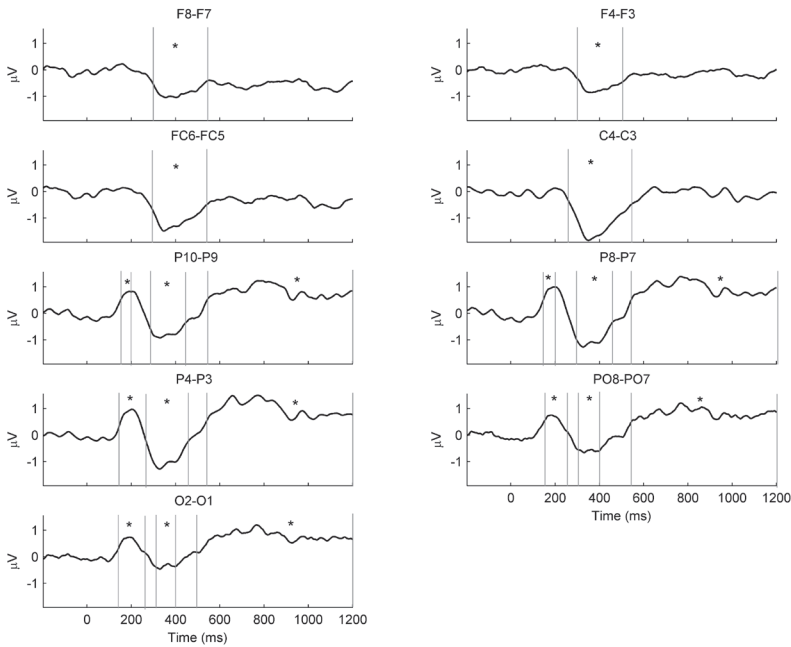 F8-F7
F4-F3
1
0
-1
µV
*
1
0
-1
µV
*
FC6-FC5
C4-C3
1
0
-1
µV
*
1
0
-1
µV
*
P10-P9
P8-P7
1
0
-1
µV
* * *
1
0
-1
µV
* * *
P4-P3
PO8-PO7
1
0
-1
µV
* * *
1
0
-1
µV
* * *
0 200 400 600 800 1000 1200
Time (ms)
O2-O1
1
0
-1
µV
* * *
0 200 400 600 800 1000 1200
Time (ms)